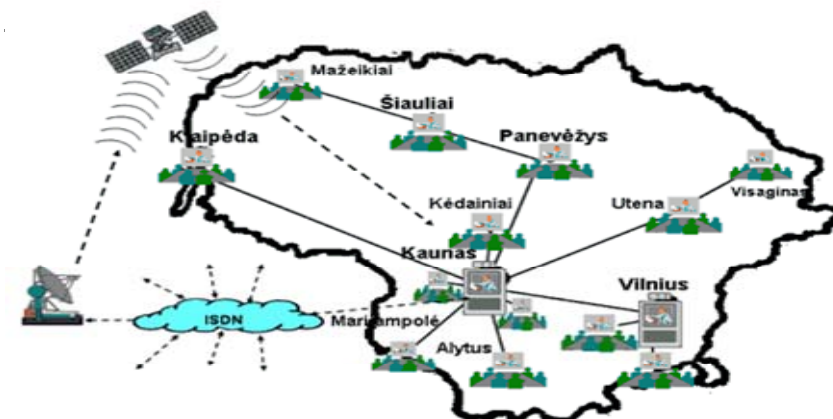 Mažeikiai
Šiauliai
Klaipėda
Panevėžys
Visaginas
Kėdainiai
Utena
Kaunas
Vilnius
ISDN
Marijampolė
Alytus